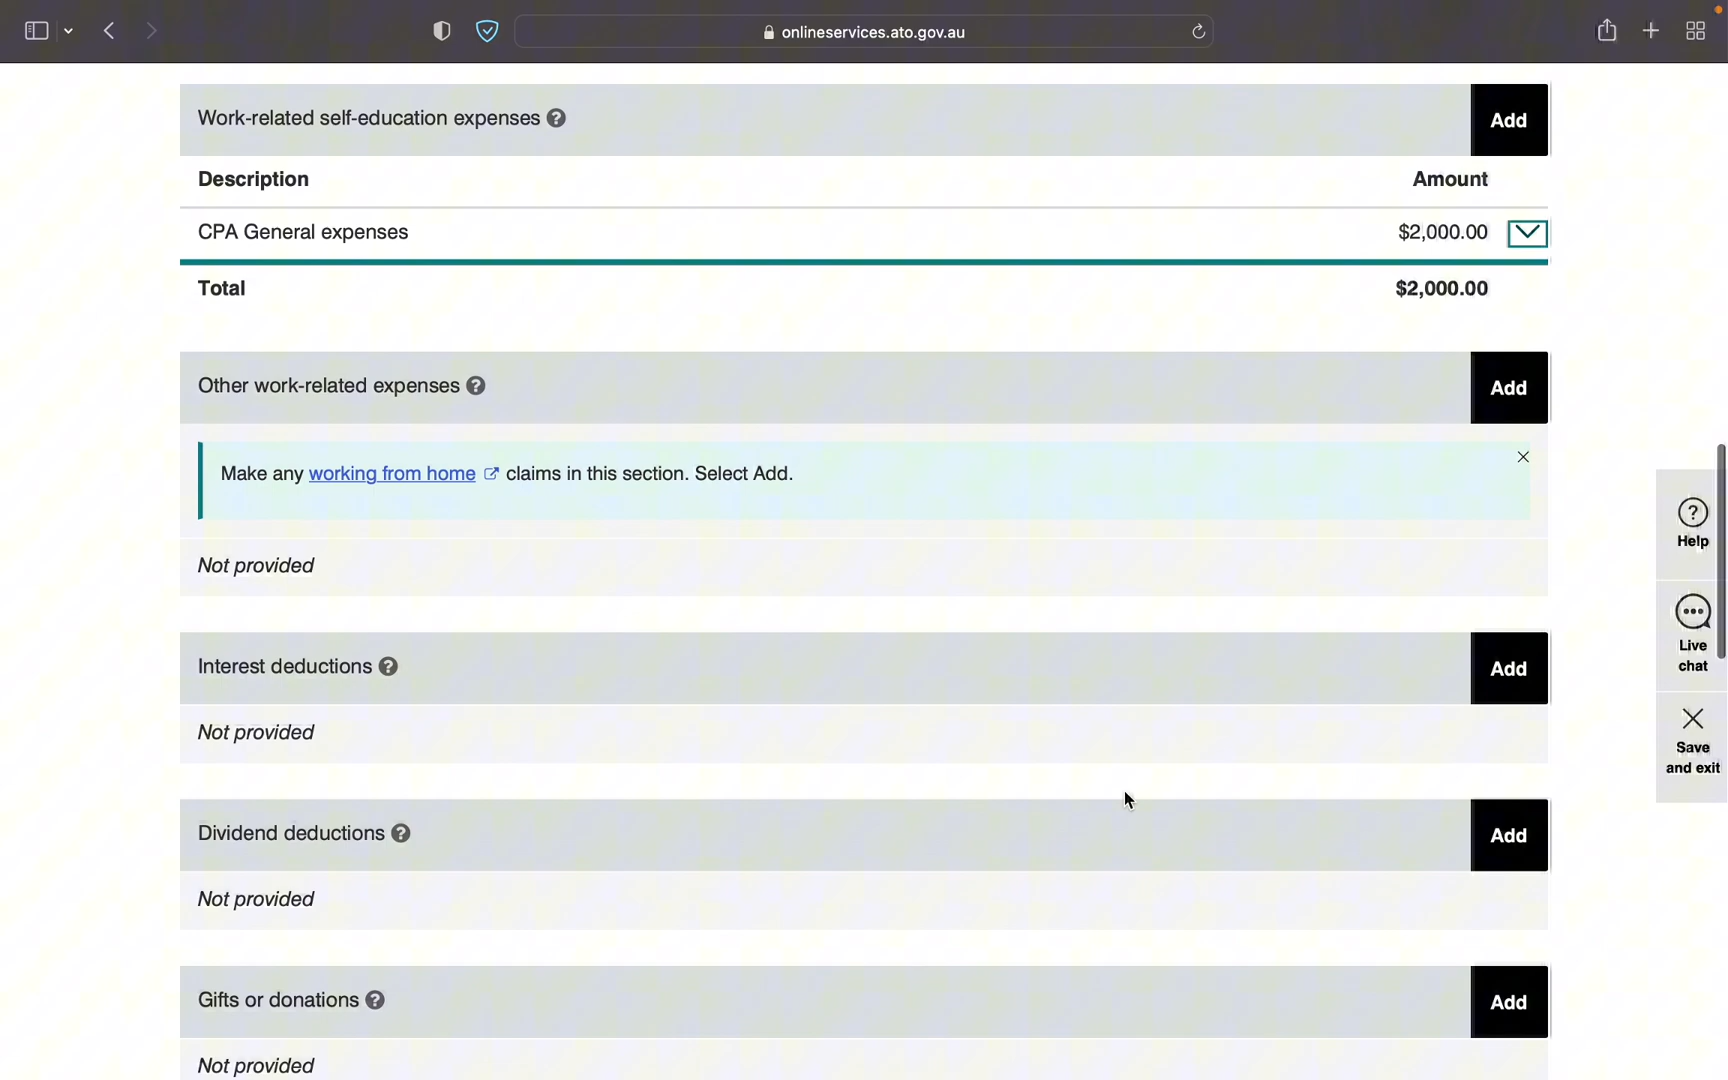 onlineservices.ato.gov.au
Work-related self-education expenses ?
Add
Description Amount
CPA General expenses $2,000.00
Total $2,000.00
Other work-related expenses ?
Add
Make any working from home claims in this section. Select Add.
Not provided
Interest deductions ?
Add
Not provided
Dividend deductions ?
Add
Not provided
Gifts or donations ?
Add
Not provided
?
Help
Live
chat
Save
and exit